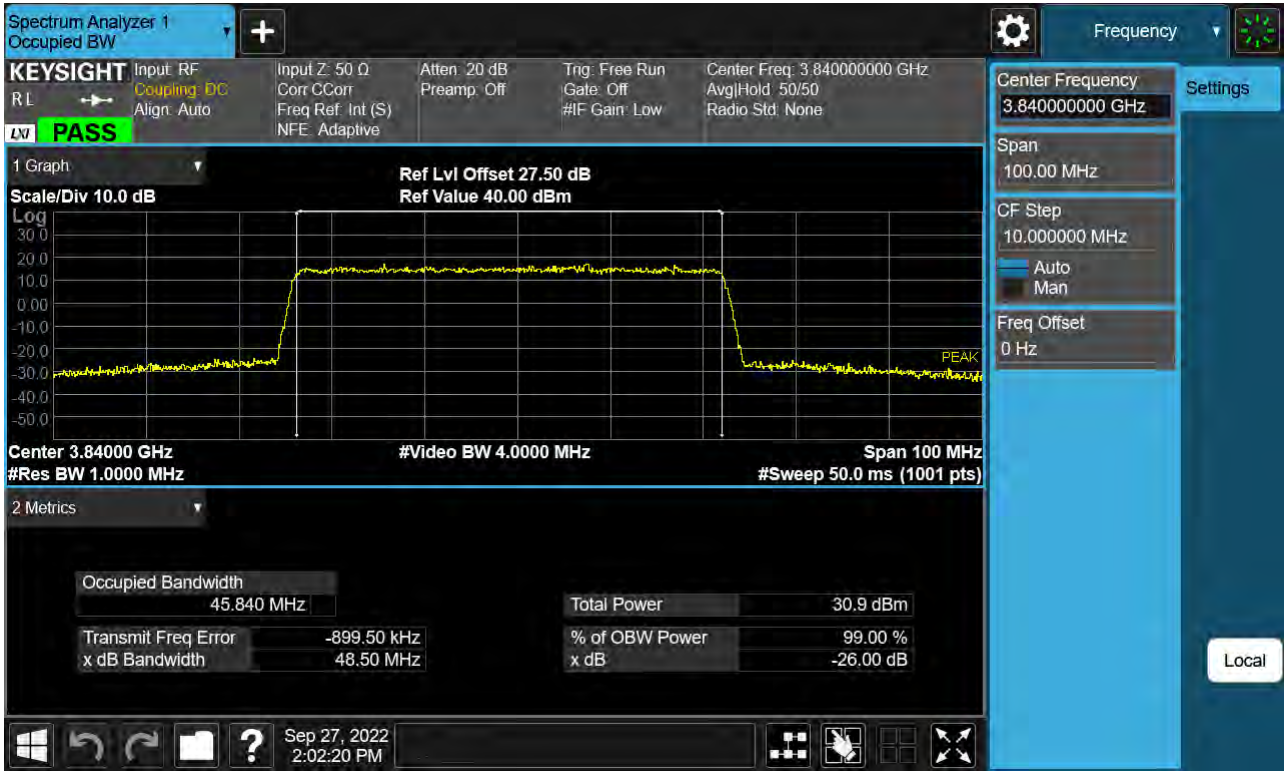 Spectrum Analyzer 1
Occupied BW
+
Frequency
KEYSIGHT
RL
LXI PASS
Input: RF
Coupling: DC
Align: Auto
Input Z: 50 Ω
Corr CCorr
Freq Ref: Int (S)
NFE: Adaptive
Atten: 20 dB
Preamp: Off
Trig: Free Run
Gate: Off
#IF Gain: Low
Center Freq: 3.840000000 GHz
Avg|Hold: 50/50
Radio Std: None
1 Graph
Scale/Div 10.0 dB
Ref Lvl Offset 27.50 dB
Ref Value 40.00 dBm
Log
30.0
20.0
10.0
0.00
-10.0
-20.0
-30.0
-40.0
-50.0
PEAK
Center 3.84000 GHz
#Video BW 4.0000 MHz
Span 100 MHz
#Res BW 1.0000 MHz
#Sweep 50.0 ms (1001 pts)
2 Metrics
Occupied Bandwidth
45.840 MHz
Transmit Freq Error -899.50 kHz
x dB Bandwidth 48.50 MHz
Total Power 30.9 dBm
% of OBW Power 99.00 %
x dB -26.00 dB
Center Frequency
3.840000000 GHz
Span
100.00 MHz
CF Step
10.000000 MHz
Auto
Man
Freq Offset
0 Hz
Settings
Local
?
Sep 27, 2022
2:02:20 PM